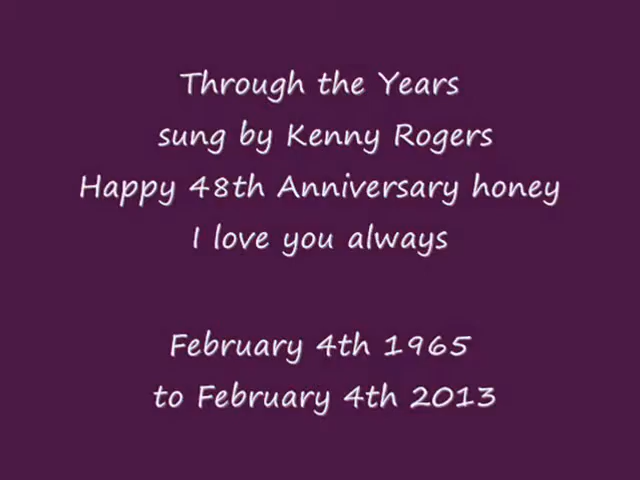 Through the Years
sung by Kenny Rogers
Happy 48th Anniversary honey
I love you always
February 4th 1965
to February 4th 2013